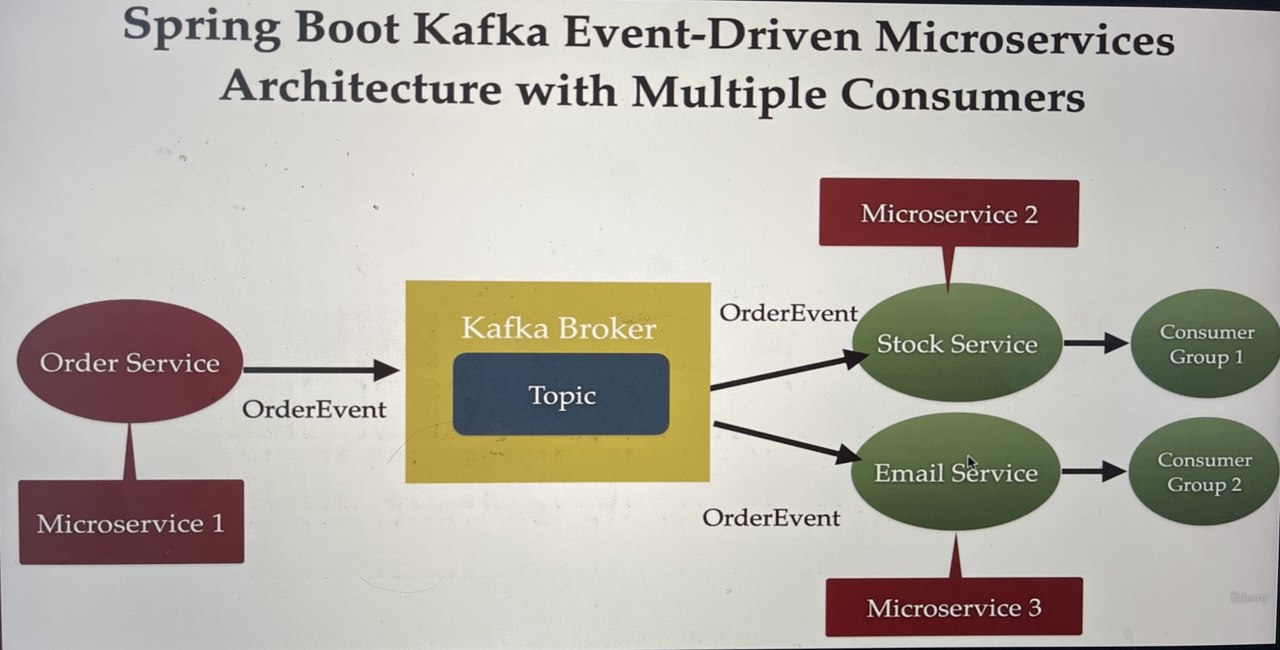 Spring Boot Kafka Event-Driven Microservices
Architecture with Multiple Consumers
Microservice 2
OrderEvent
Kafka Broker
Stock Service
Consumer
Group 1
Order Service
Topic
OrderEvent
Email Service
Consumer
Group 2
OrderEvent
Microservice 1
Microservice 3
Udemy